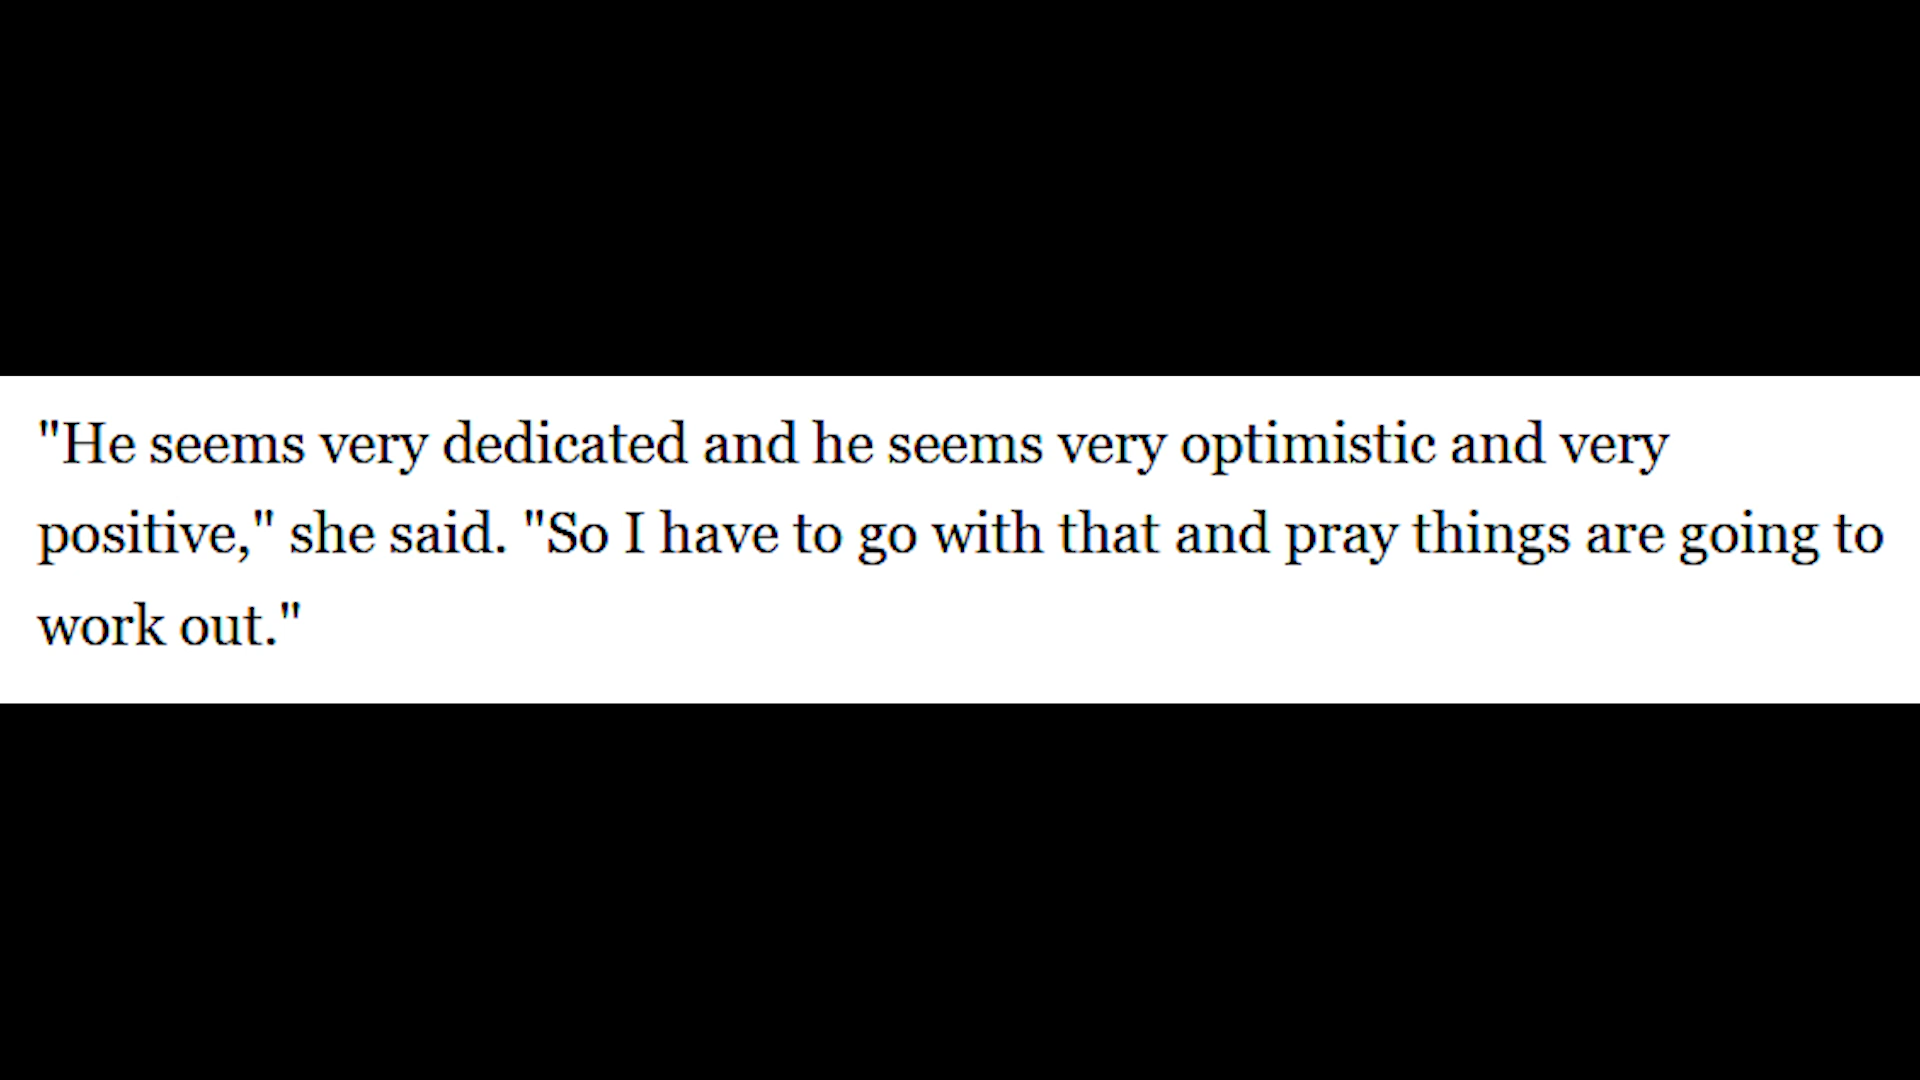 "He seems very dedicated and he seems very optimistic and very
positive," she said. "So I have to go with that and pray things are going to
work out."